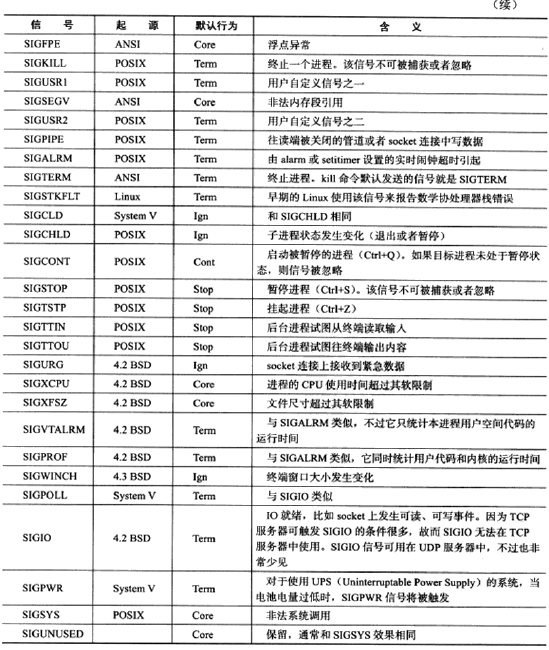 （续）
信 号 起 源 默认行为 含 义
SIGFPE ANSI Core 浮点异常
SIGKILL POSIX Term 终止一个进程。该信号不可被捕获或者忽略
SIGUSR1 POSIX Term 用户自定义信号之一
SIGSEGV ANSI Core 非法内存段引用
SIGUSR2 POSIX Term 用户自定义信号之二
SIGPIPE POSIX Term 往读端被关闭的管道或者 socket 连接中写数据
SIGALRM POSIX Term 由 alarm 或 setitimer 设置的实时闹钟超时引起
SIGTERM ANSI Term 终止进程。kill 命令默认发送的信号就是 SIGTERM
SIGSTKFLT Linux Term 早期的 Linux 使用该信号来报告数学协处理器栈错误
SIGCLD System V Ign 和 SIGCHLD 相同
SIGCHLD POSIX Ign 子进程状态发生变化（退出或者暂停）
SIGCONT POSIX Cont 启动被暂停的进程（Ctrl+Q）。如果目标进程未处于暂停状
态，则信号被忽略
SIGSTOP POSIX Stop 暂停进程（Ctrl+S）。该信号不可被捕获或者忽略
SIGTSTP POSIX Stop 挂起进程（Ctrl+Z）
SIGTTIN POSIX Stop 后台进程试图从终端读取输入
SIGTTOU POSIX Stop 后台进程试图往终端输出内容
SIGURG 4.2 BSD Ign socket 连接上接收到紧急数据
SIGXCPU 4.2 BSD Core 进程的 CPU 使用时间超过其软限制
SIGXFSZ 4.2 BSD Core 文件尺寸超过其软限制
SIGVTALRM 4.2 BSD Term 与 SIGALRM 类似，不过它只统计本进程用户空间代码的
运行时间
SIGPROF 4.2 BSD Term 与 SIGALRM 类似，它同时统计用户代码和内核的运行时间
SIGWINCH 4.3 BSD Ign 终端窗口大小发生变化
SIGPOLL System V Term 与 SIGIO 类似
SIGIO 4.2 BSD Term IO 就绪，比如 socket 上发生可读、可写事件。因为 TCP
服务器可触发 SIGIO 的条件很多，故而 SIGIO 无法在 TCP
服务器中使用。SIGIO 信号可用在 UDP 服务器中，不过也非
常少见
SIGPWR System V Term 对于使用 UPS（Uninterruptable Power Supply）的系统，当
电池电量过低时，SIGPWR 信号将被触发
SIGSYS POSIX Core 非法系统调用
SIGUNUSED Core 保留，通常和 SIGSYS 效果相同